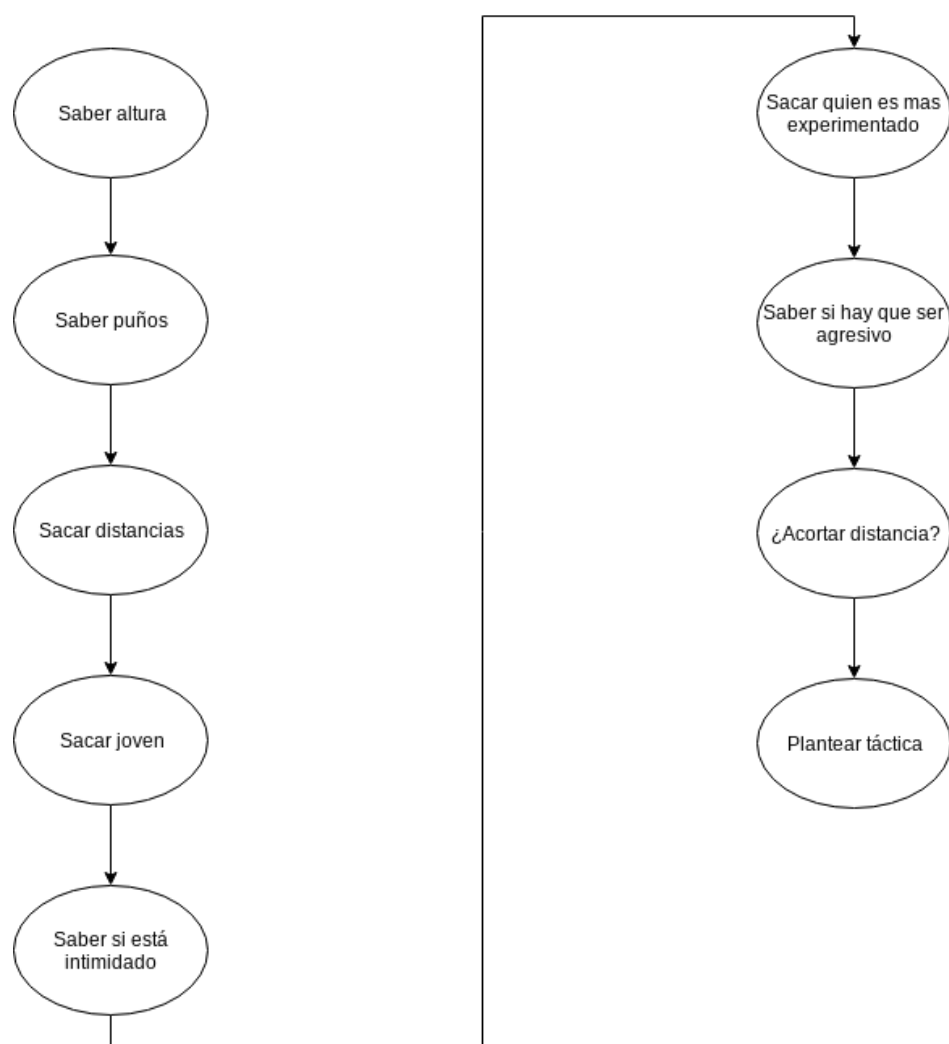 Saber altura
Saber puños
Sacar distancias
Sacar joven
Saber si está
intimidado
Sacar quien es mas
experimentado
Saber si hay que ser
agresivo
¿Acortar distancia?
Plantear táctica